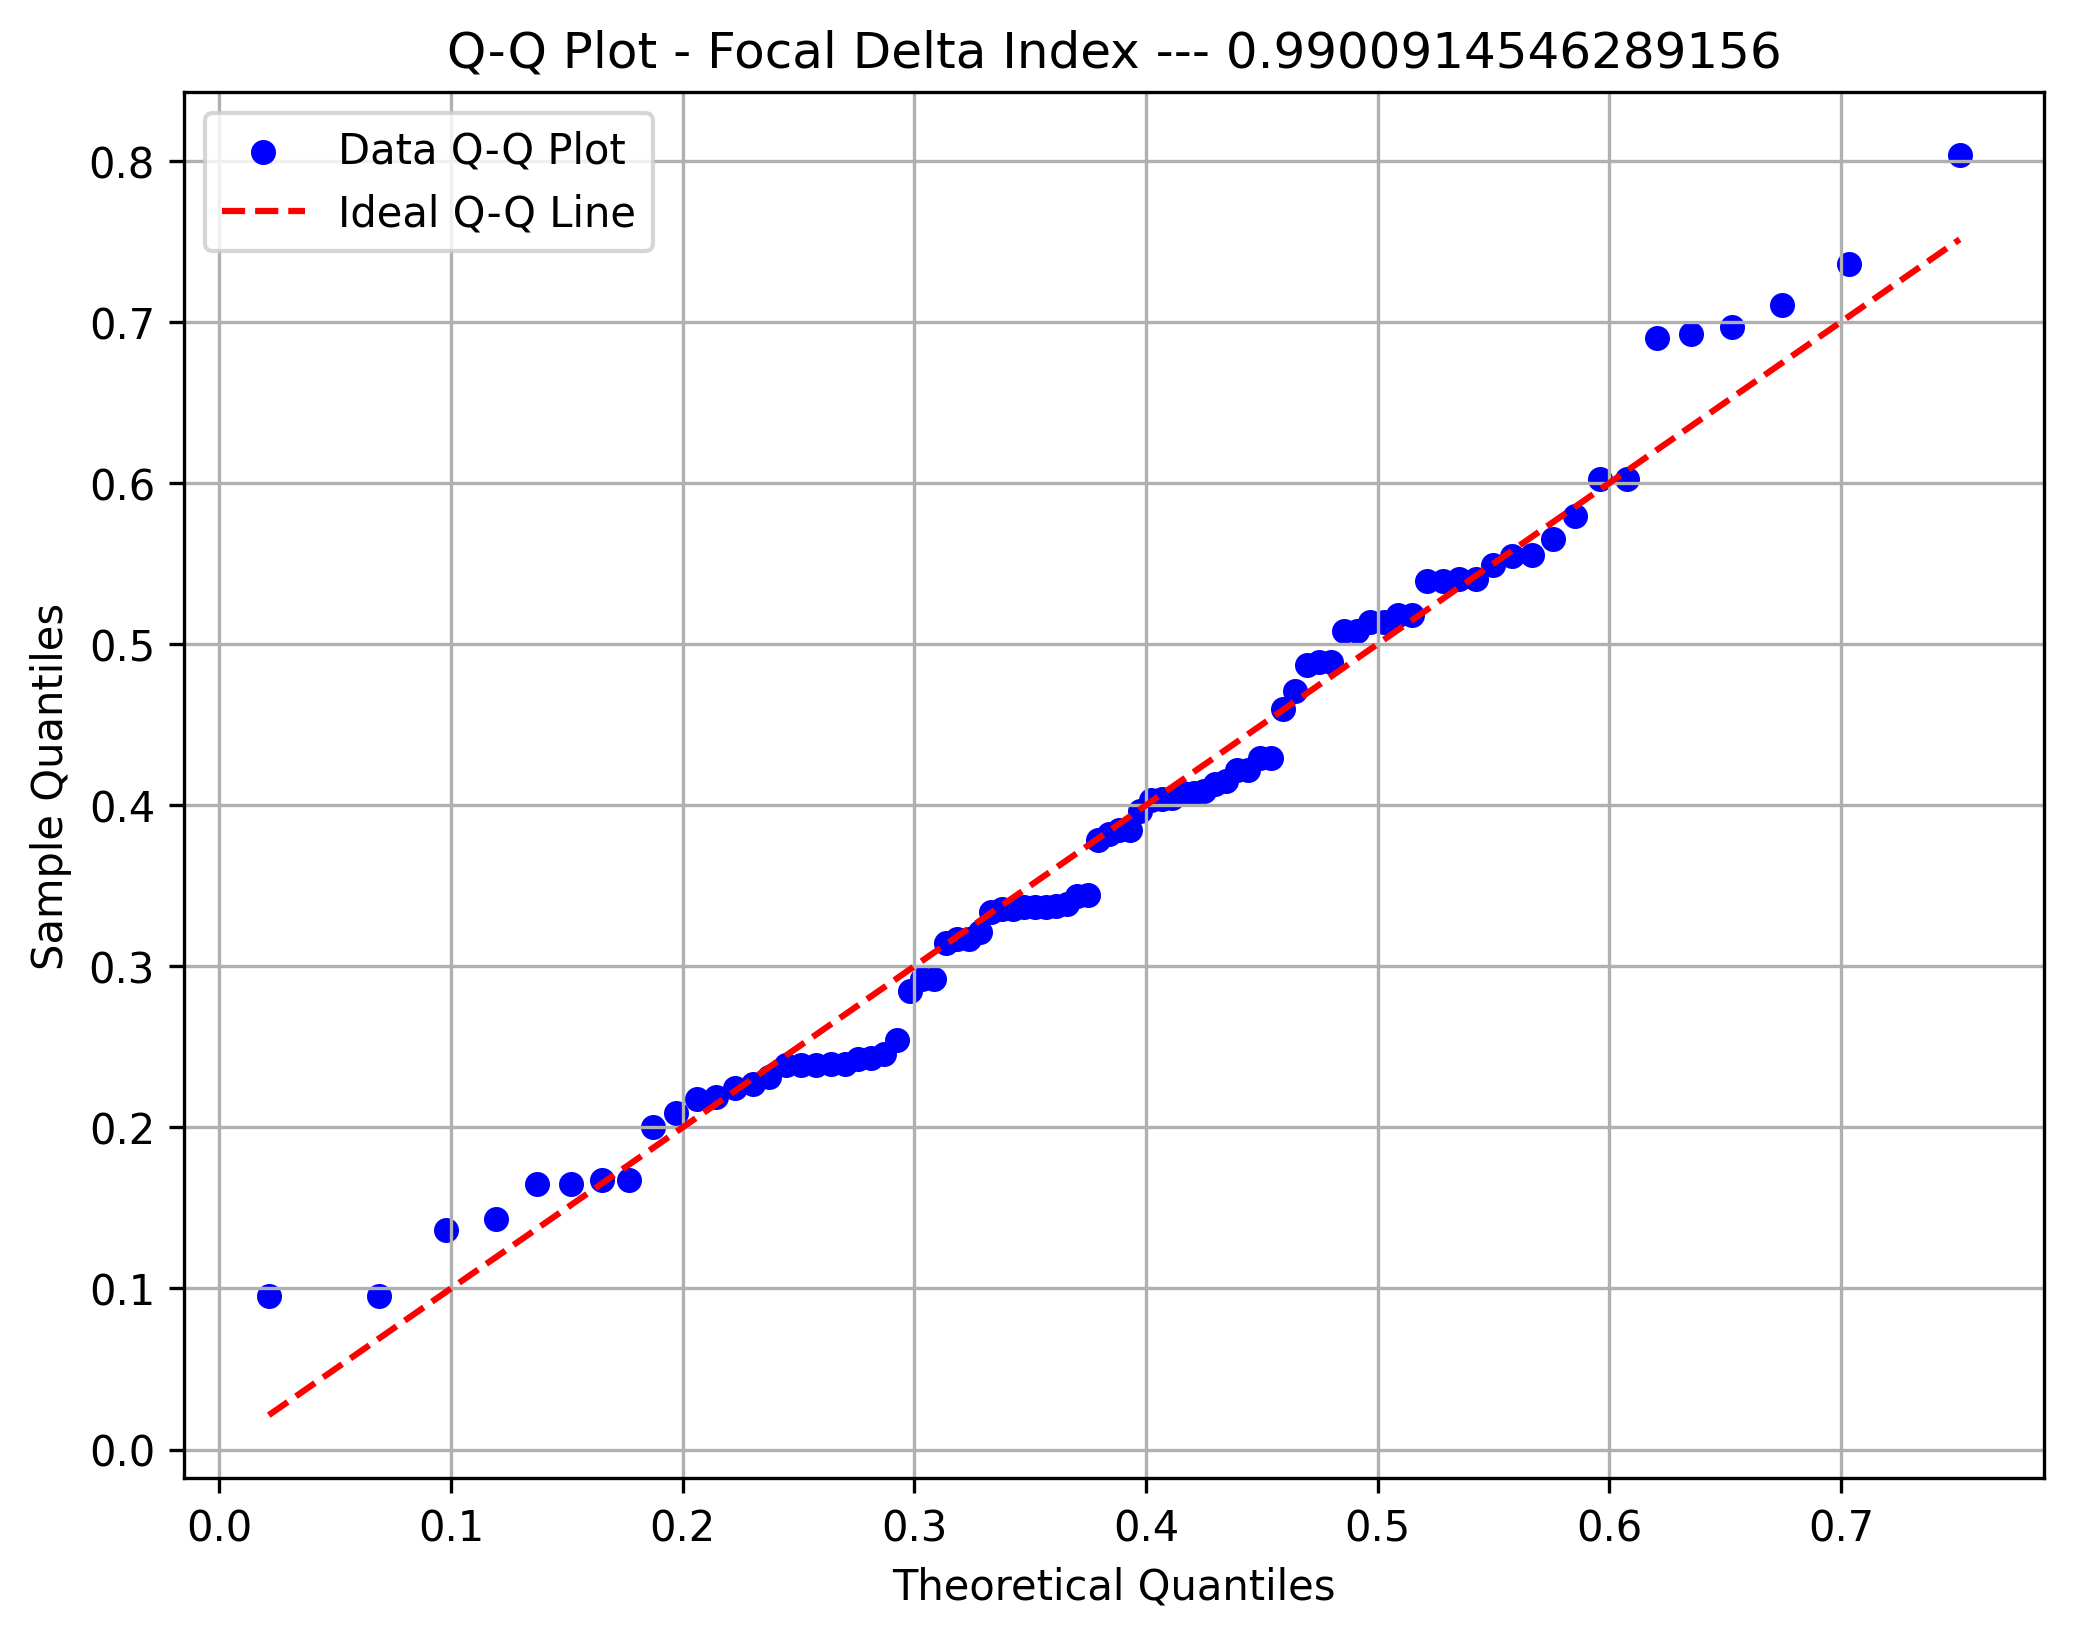 Q-Q Plot - Focal Delta Index --- 0.9900914546289156
Data Q-Q Plot
Ideal Q-Q Line
0.8
0.7
0.6
0.5
0.4
0.3
0.2
0.1
0.0
Sample Quantiles
0.0 0.1 0.2 0.3 0.4 0.5 0.6 0.7
Theoretical Quantiles